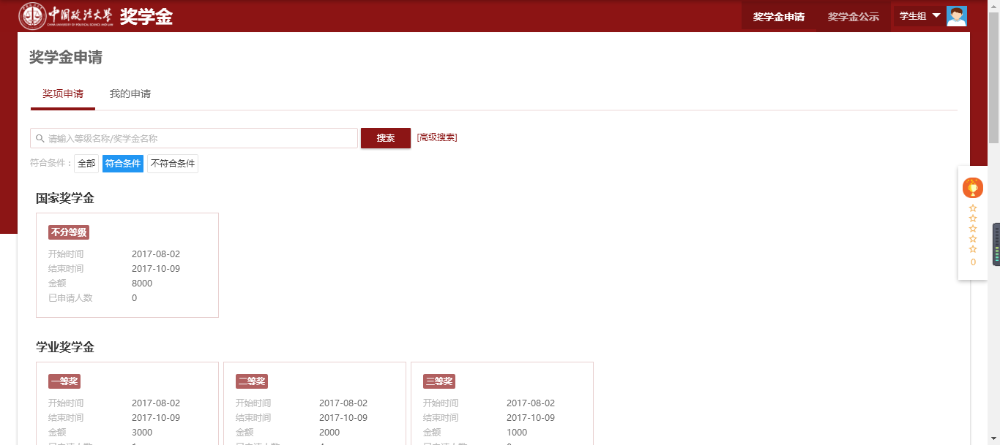 中国政法大学 奖学金 奖学金申请 奖学金公示 学生组
CHINA UNIVERSITY OF POLITICAL SCIENCE AND LAW
奖学金申请
奖项申请 我的申请
请输入等级名称/奖学金名称 搜索 [高级搜索]
符合条件： 全部 符合条件 不符合条件
国家奖学金
不分等级
开始时间 2017-08-02
结束时间 2017-10-09
金额 8000
已申请人数 0
0
学业奖学金
一等奖 二等奖 三等奖
开始时间 2017-08-02 开始时间 2017-08-02 开始时间 2017-08-02
结束时间 2017-10-09 结束时间 2017-10-09 结束时间 2017-10-09
金额 3000 金额 2000 金额 1000